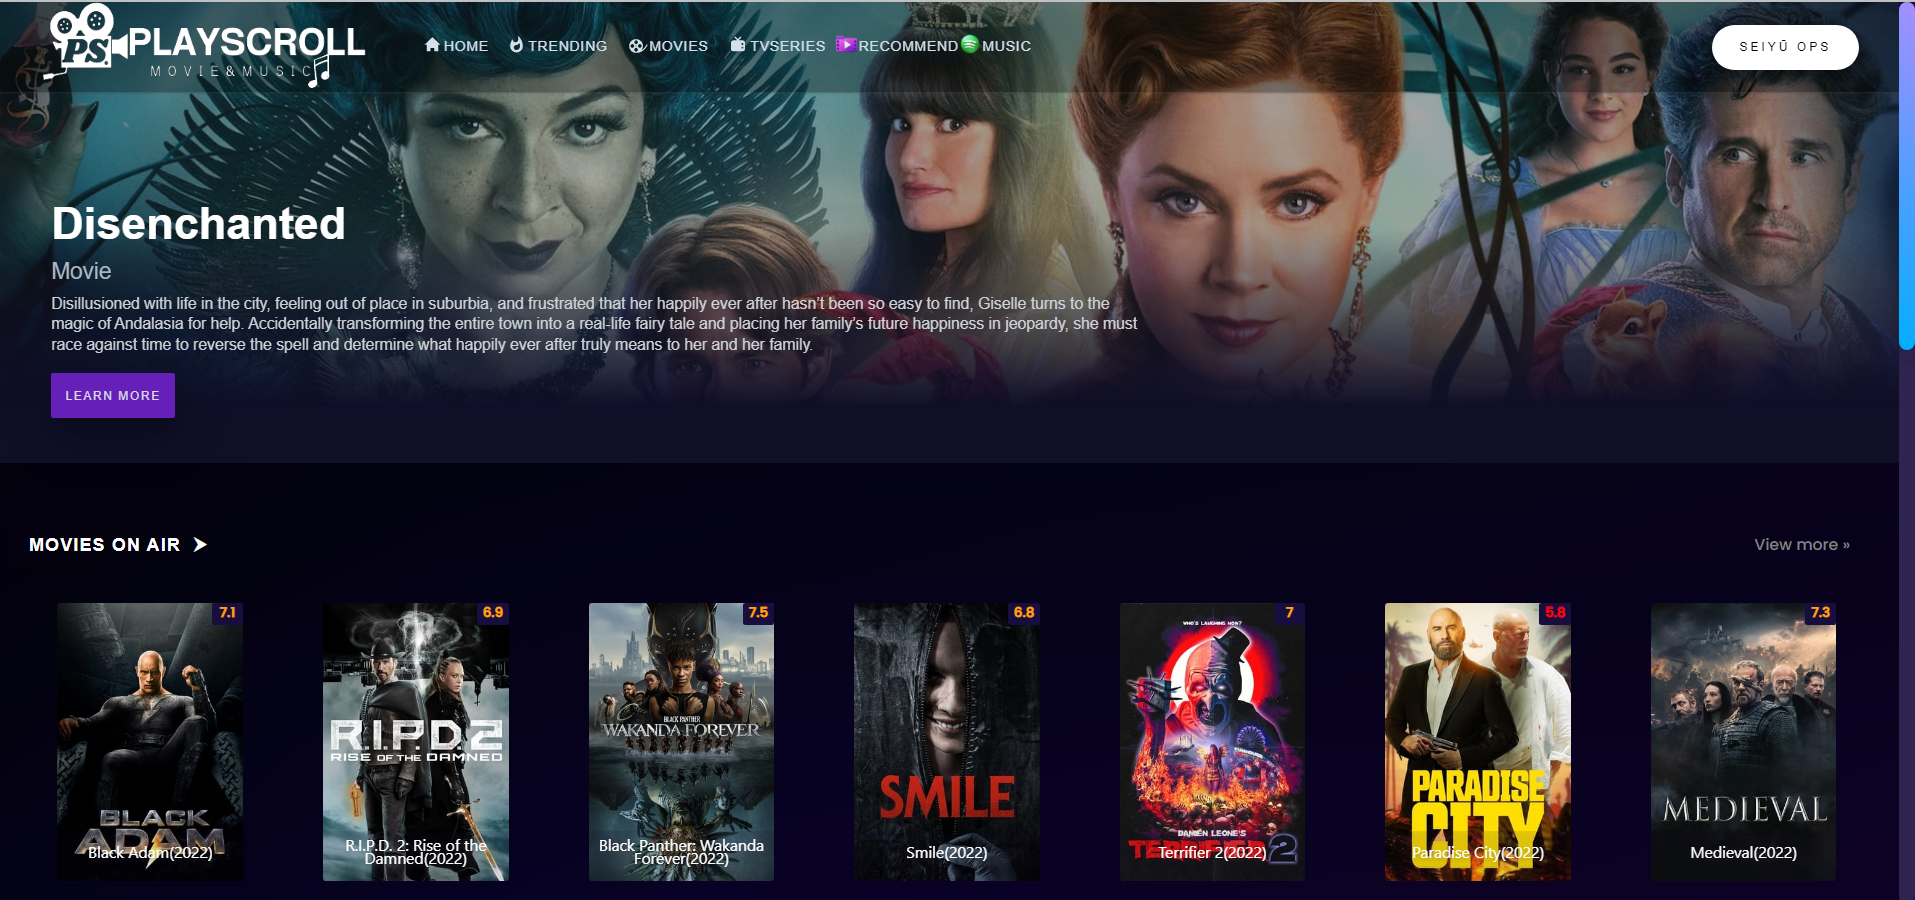 PS.
PLAYSCROLL
MOVIE&MUSIC
HOME
TRENDING
MOVIES
TVSERIES
RECOMMEND
MUSIC
SEIYŪ OPS
Disenchanted
Movie
Disillusioned with life in the city, feeling out of place in suburbia, and frustrated that her happily ever after hasn’t been so easy to find, Giselle turns to the
magic of Andalasia for help. Accidentally transforming the entire town into a real-life fairy tale and placing her family’s future happiness in jeopardy, she must
race against time to reverse the spell and determine what happily ever after truly means to her and her family.
LEARN MORE
MOVIES ON AIR
View more »
7.1
BLACK
ADAM
Black Adam(2022)
6.9
R.I.P.D.2
RISE OF THE DAMNED
R.I.P.D. 2: Rise of the
Damned(2022)
7.5
BLACK PANTHER
WAKANDA FOREVER
Black Panther: Wakanda
Forever(2022)
6.8
SMILE
Smile(2022)
7
WHO'S LAUGHING NOW?
DAMIEN LEONE'S
TERRIFIER 2
Terrifier 2(2022)
5.8
PARADISE
CITY
Paradise City(2022)
7.3
MEDIEVAL
Medieval(2022)